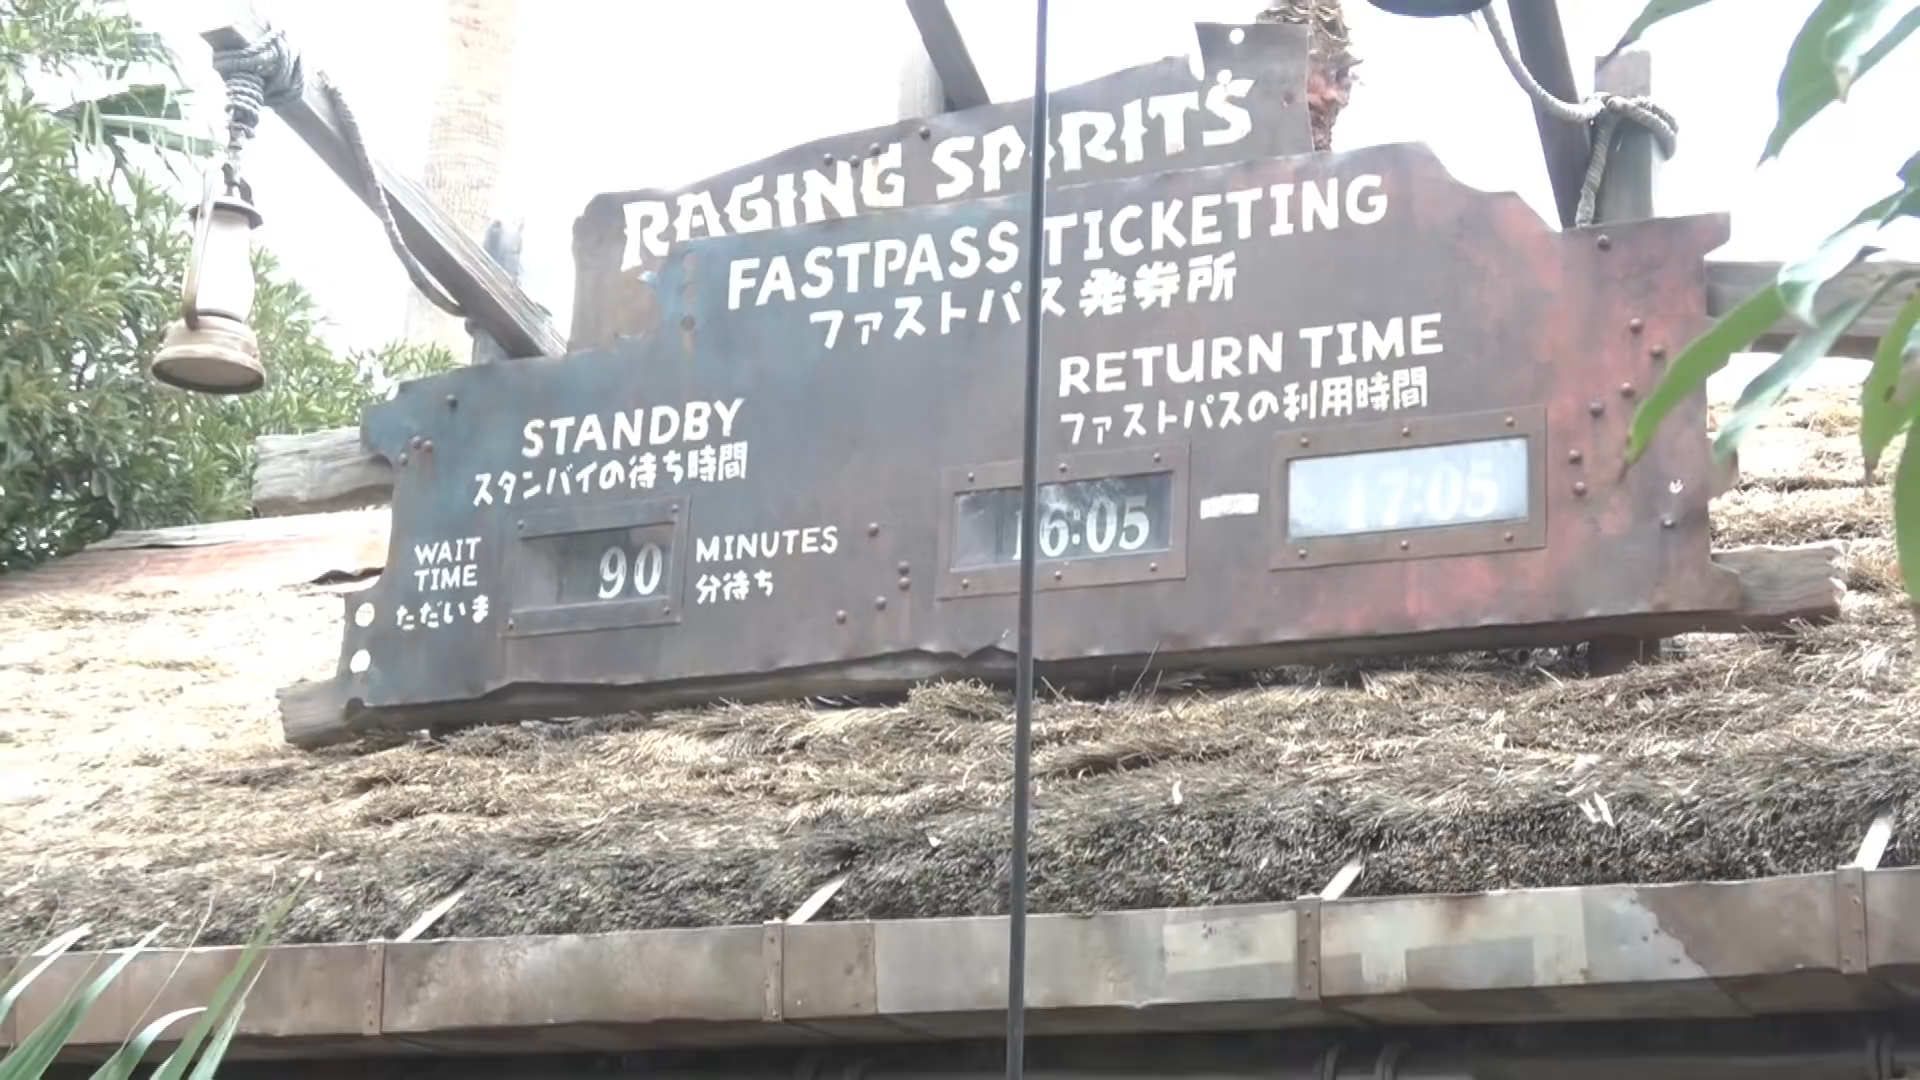 RAGING SPIRITS
FASTPASS TICKETING
ファストパス発券所
STANDBY
スタンバイの待ち時間
WAIT TIME
ただいま
90
MINUTES
分待ち
RETURN TIME
ファストパスの利用時間
16:05 – 17:05